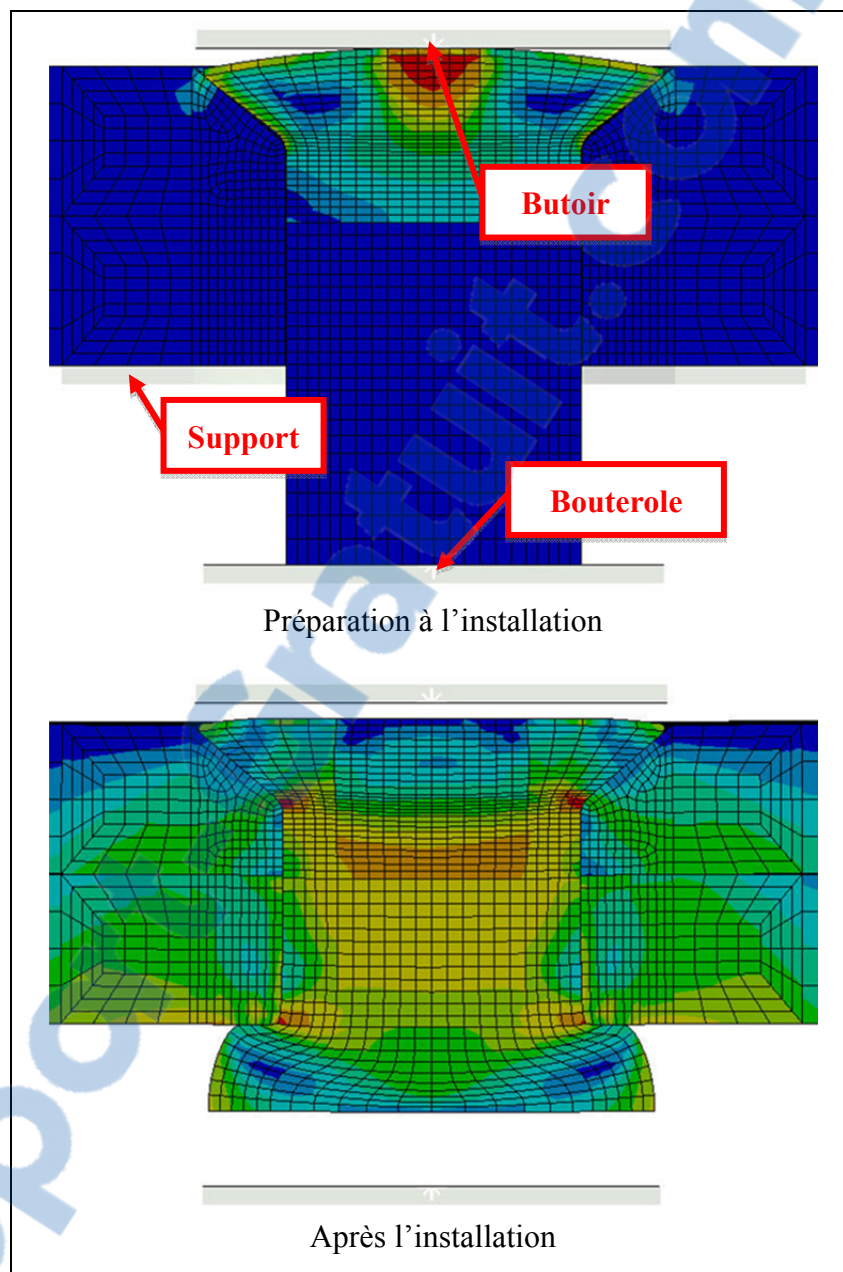 Butoir
Support
Bouterole
Préparation à l'installation
Après l'installation